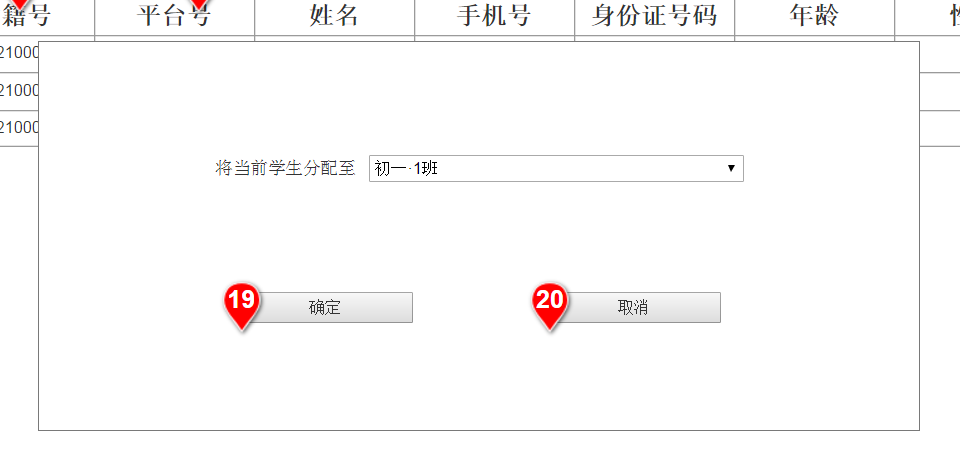 籍号 平台号 姓名 手机号 身份证号码 年龄
21000
21000
21000
将当前学生分配至 初一·1班
19 确定 20 取消